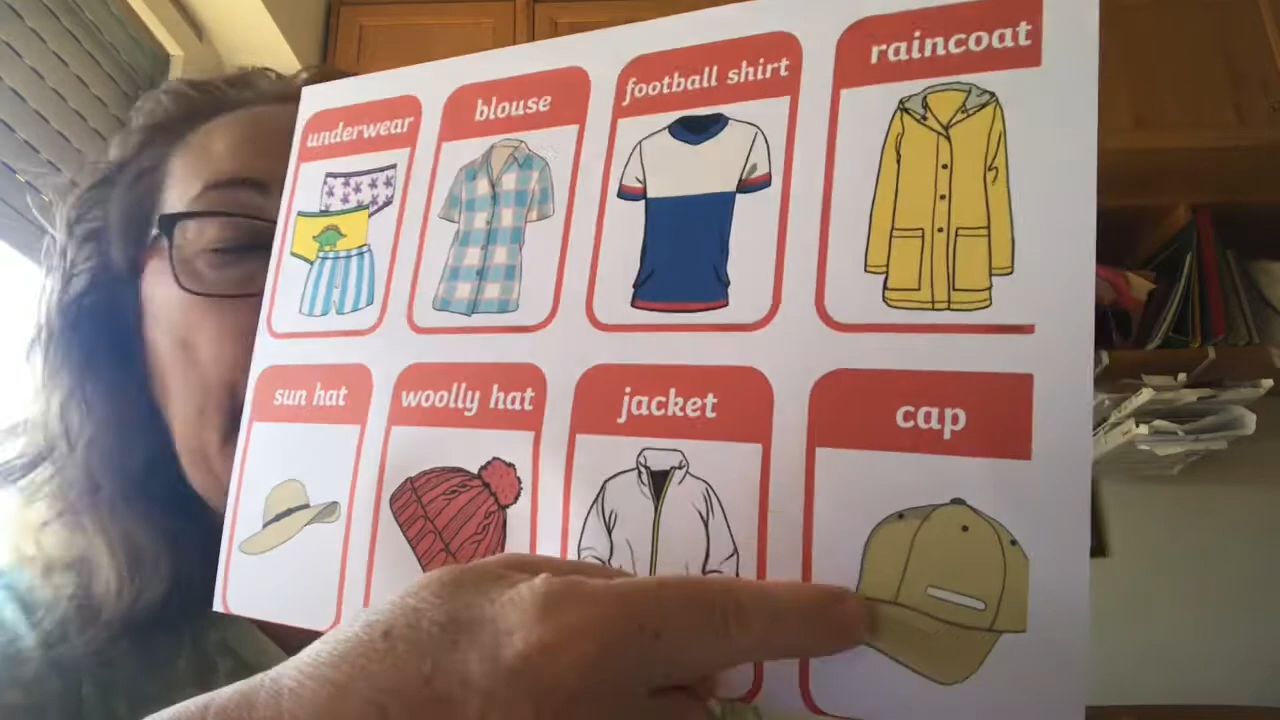 underwear
blouse
football shirt
raincoat
sun hat
woolly hat
jacket
cap